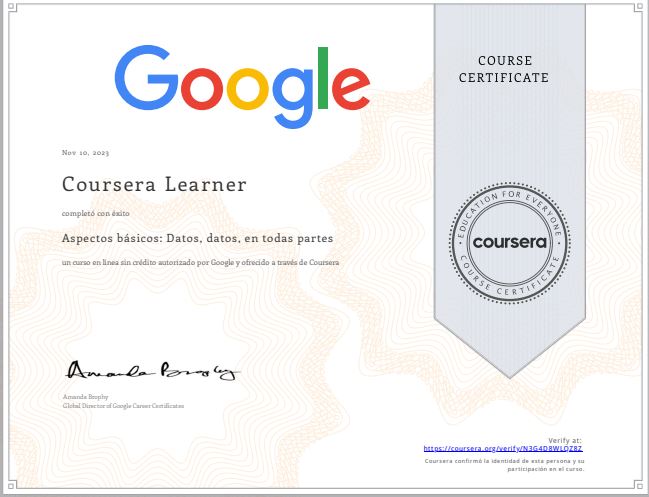 Google
COURSE
CERTIFICATE
Nov 10, 2023
Coursera Learner
completó con éxito
Aspectos básicos: Datos, datos, en todas partes
un curso en línea sin crédito autorizado por Google y ofrecido a través de Coursera
EDUCATION FOR EVERYONE
coursera
COURSE CERTIFICATE
Amanda Brophy
Amanda Brophy
Global Director of Google Career Certificates
Verify at:
https://coursera.org/verify/N3G4D8WLQZ8Z
Coursera confirmó la identidad de esta persona y su
participación en el curso.